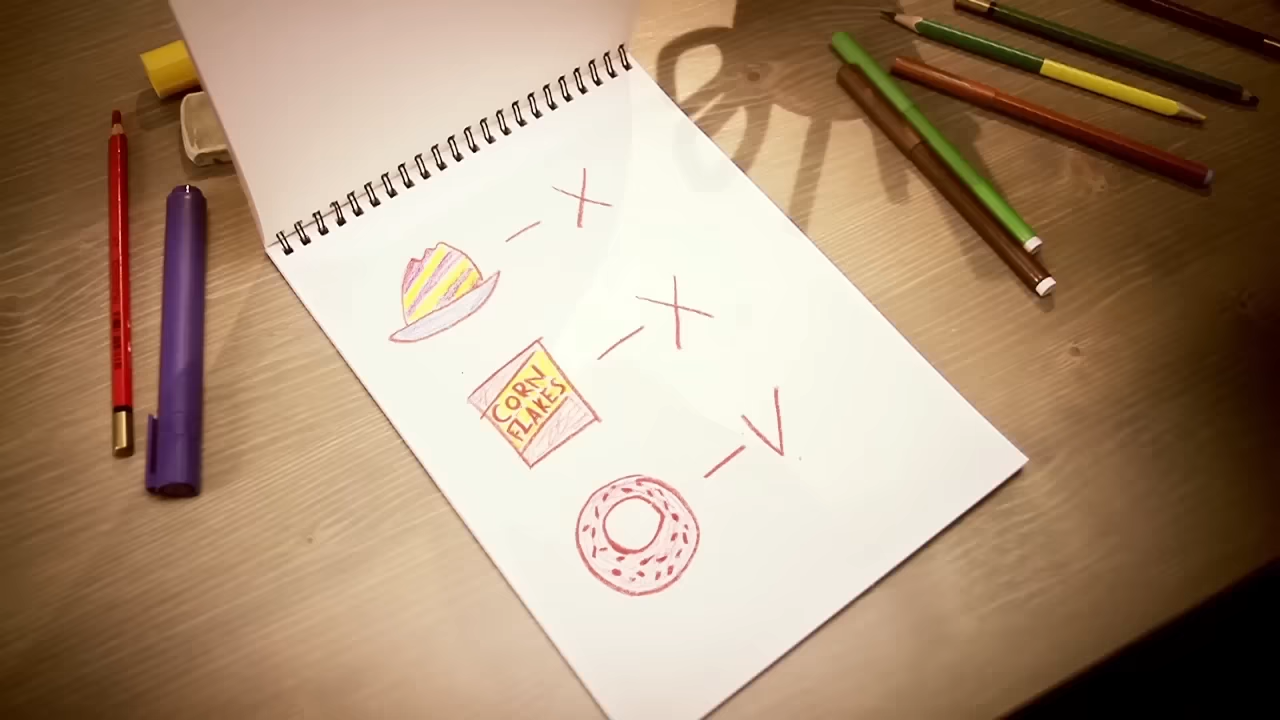 - X
CORN
FLAKES
- X
- V